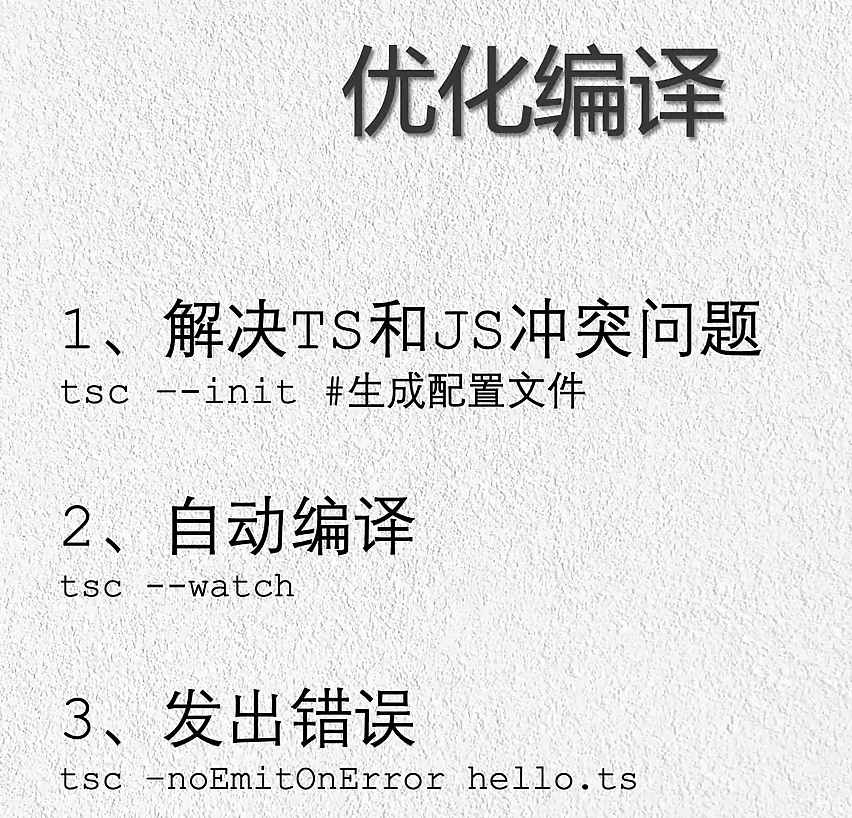 优化编译
1、解决TS和JS冲突问题
tsc –-init #生成配置文件
2、自动编译
tsc --watch
3、发出错误
tsc –noEmitOnError hello.ts